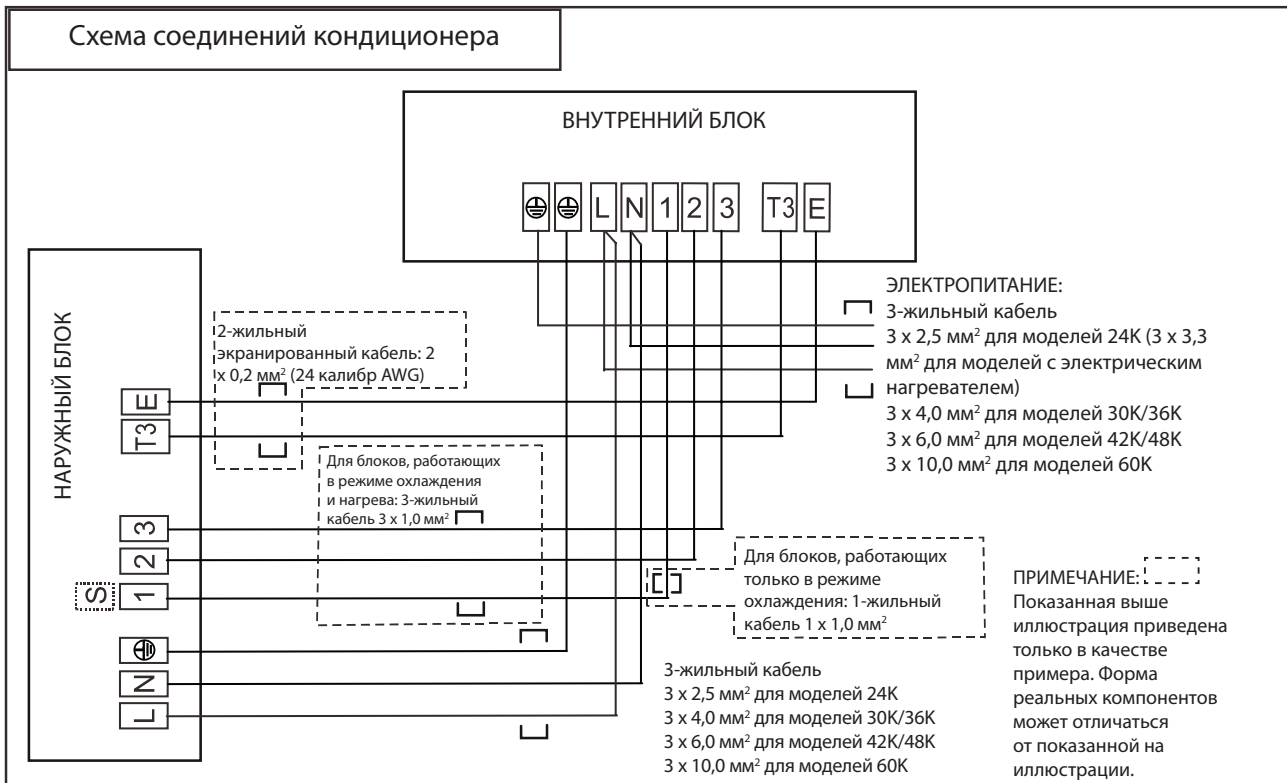 Схема соединений кондиционера
ВНУТРЕННИЙ БЛОК
L N 1 2 3 T3 E
НАРУЖНЫЙ БЛОК
E
T3
3
2
S 1
N
L
2-жильный
экранированный кабель: 2
x 0,2 мм² (24 калибр AWG)
Для блоков, работающих
в режиме охлаждения
и нагрева: 3-жильный
кабель 3 x 1,0 мм²
ЭЛЕКТРОПИТАНИЕ:
3-жильный кабель
3 x 2,5 мм² для моделей 24K (3 x 3,3
мм² для моделей с электрическим
нагревателем)
3 x 4,0 мм² для моделей 30K/36K
3 x 6,0 мм² для моделей 42K/48K
3 x 10,0 мм² для моделей 60K
Для блоков, работающих
только в режиме
охлаждения: 1-жильный
кабель 1 x 1,0 мм²
3-жильный кабель
3 x 2,5 мм² для моделей 24K
3 x 4,0 мм² для моделей 30K/36K
3 x 6,0 мм² для моделей 42K/48K
3 x 10,0 мм² для моделей 60K
ПРИМЕЧАНИЕ:
Показанная выше
иллюстрация приведена
только в качестве
примера. Форма
реальных компонентов
может отличаться
от показанной на
иллюстрации.